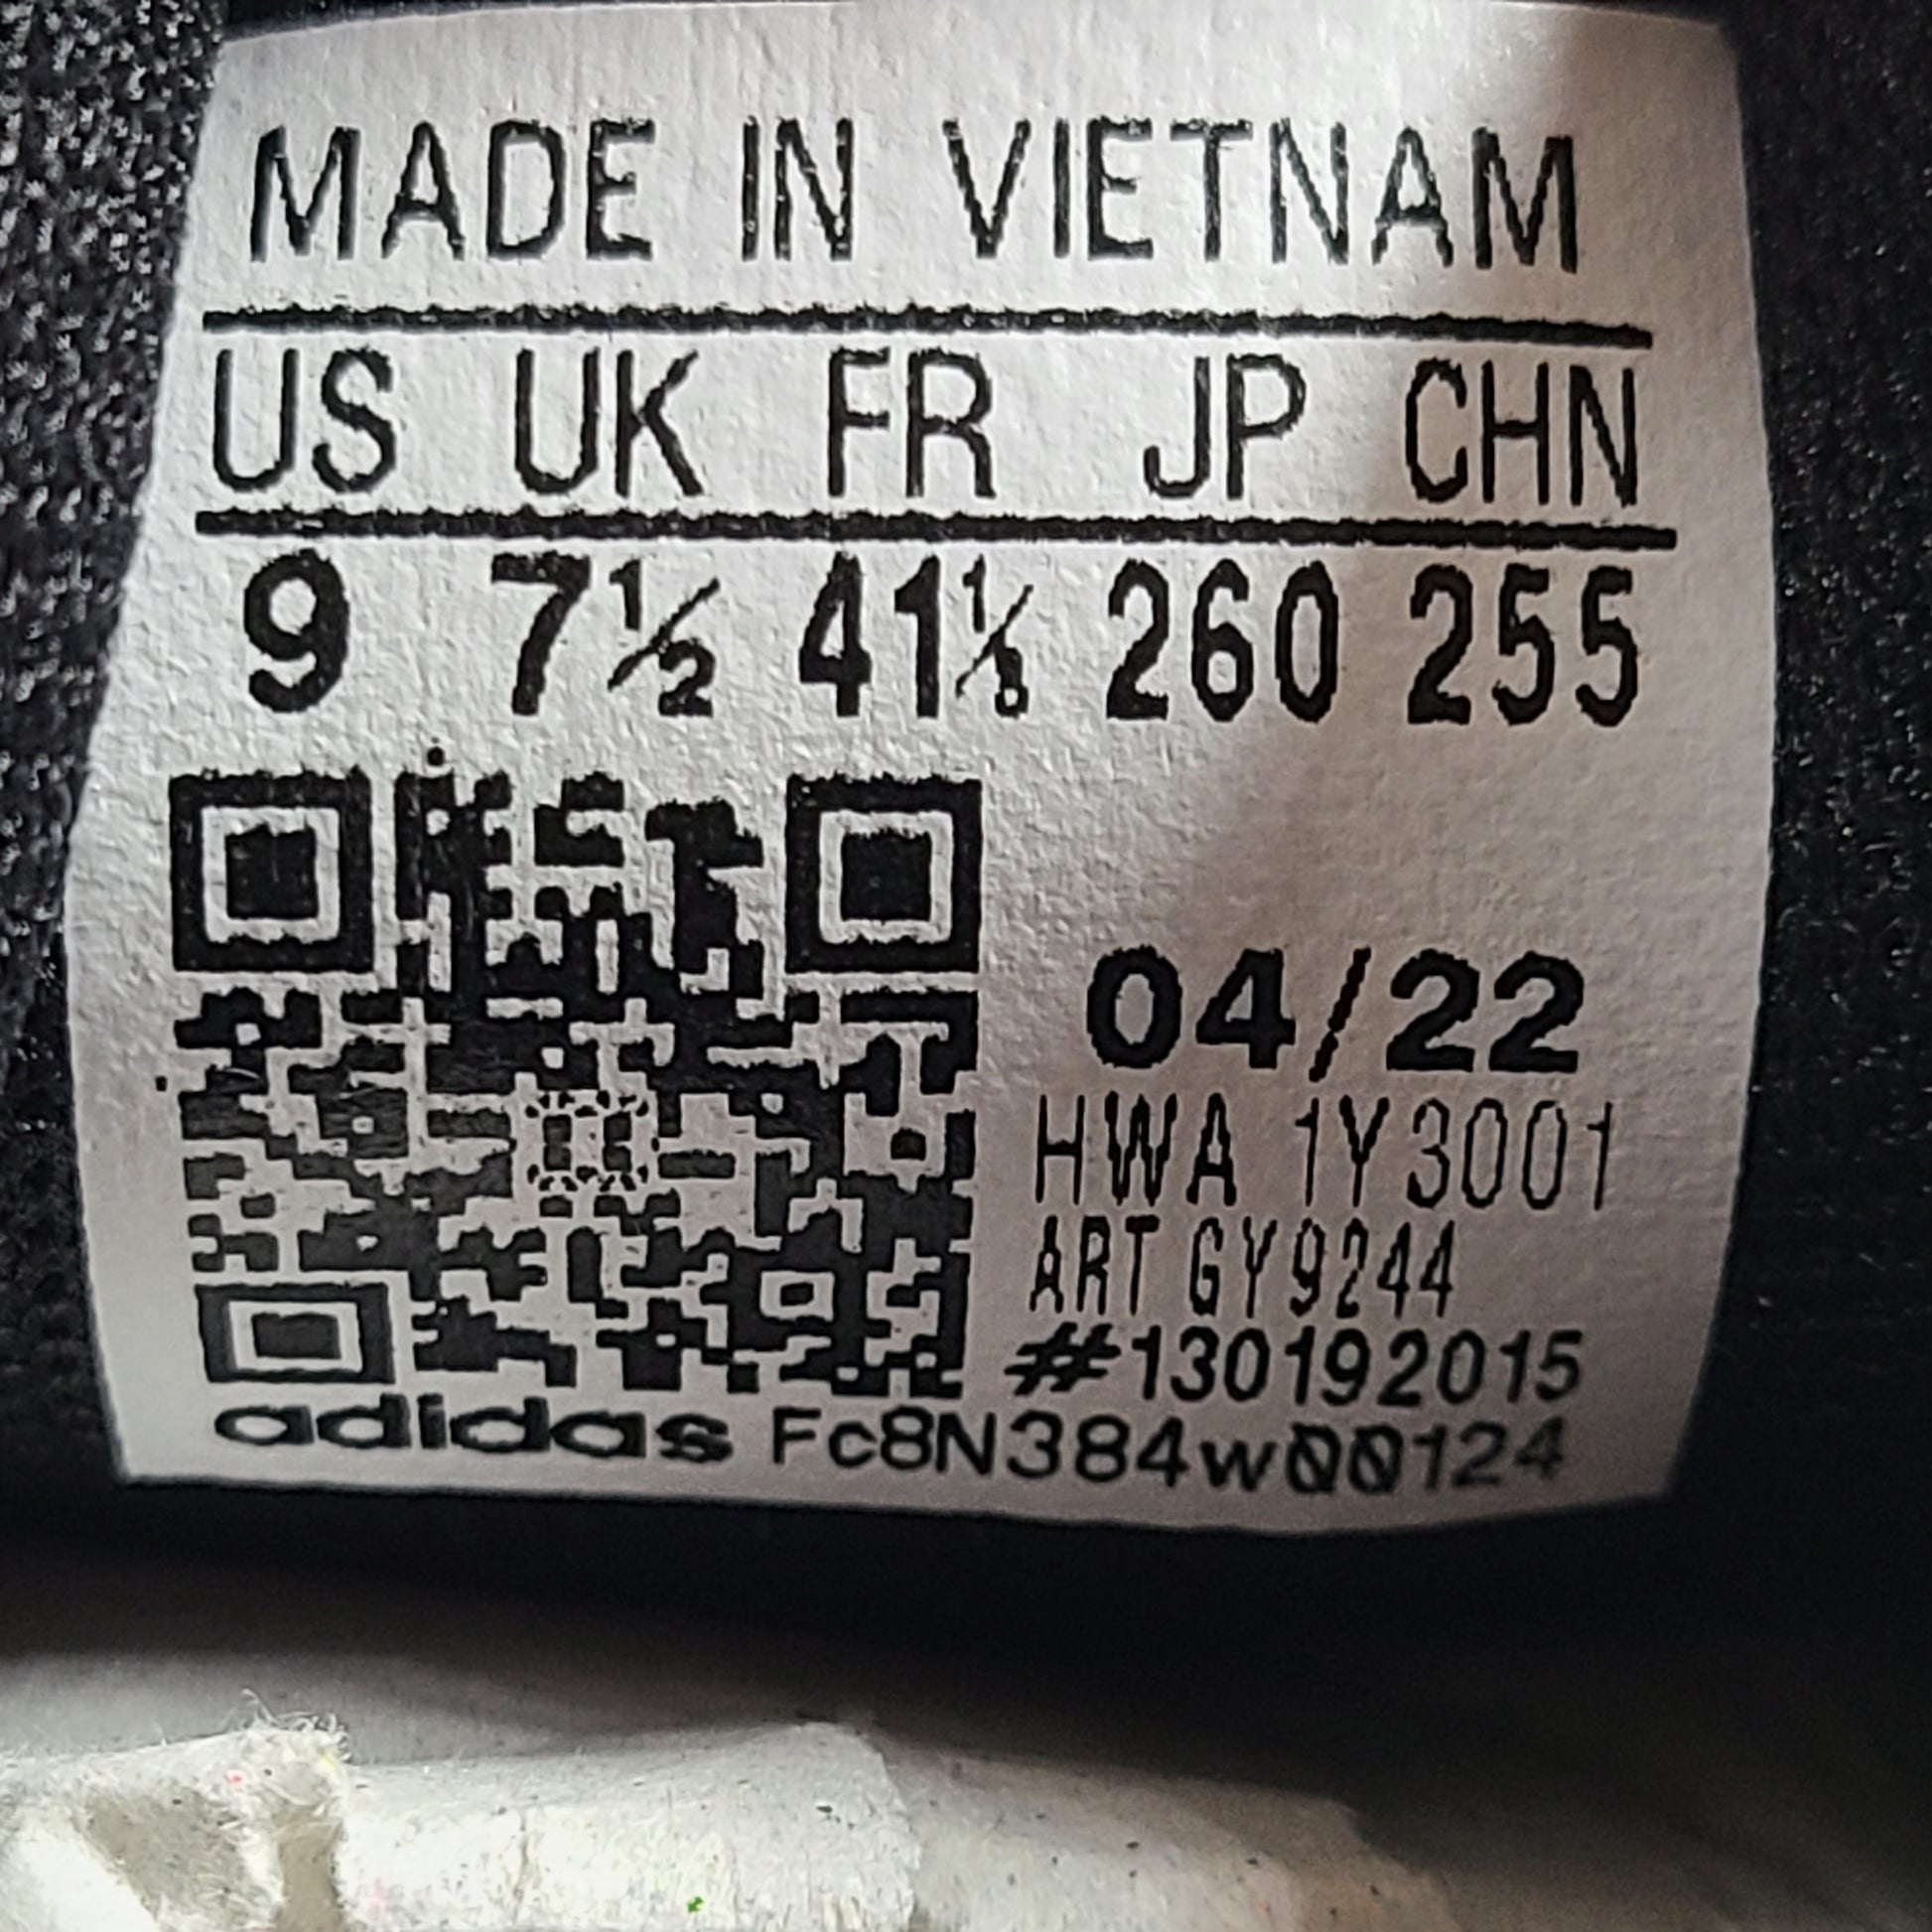 MADE IN VIETNAM
US UK FR JP CHN
9 7½ 41⅓ 260 255
04/22
HWA 1Y3001
ART GY9244
#130192015
adidas Fc8N384w00124